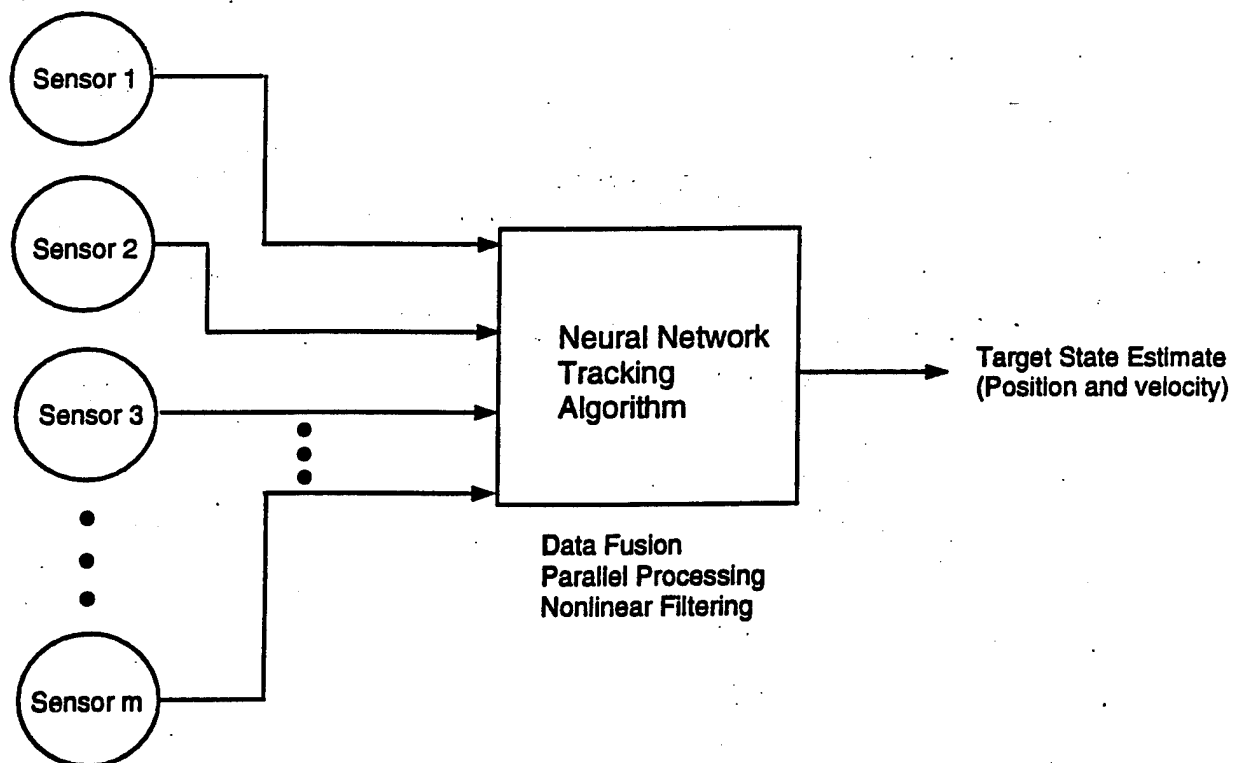 Sensor 1
Sensor 2
Sensor 3
Sensor m
Neural Network
Tracking
Algorithm
Data Fusion
Parallel Processing
Nonlinear Filtering
Target State Estimate
(Position and velocity)